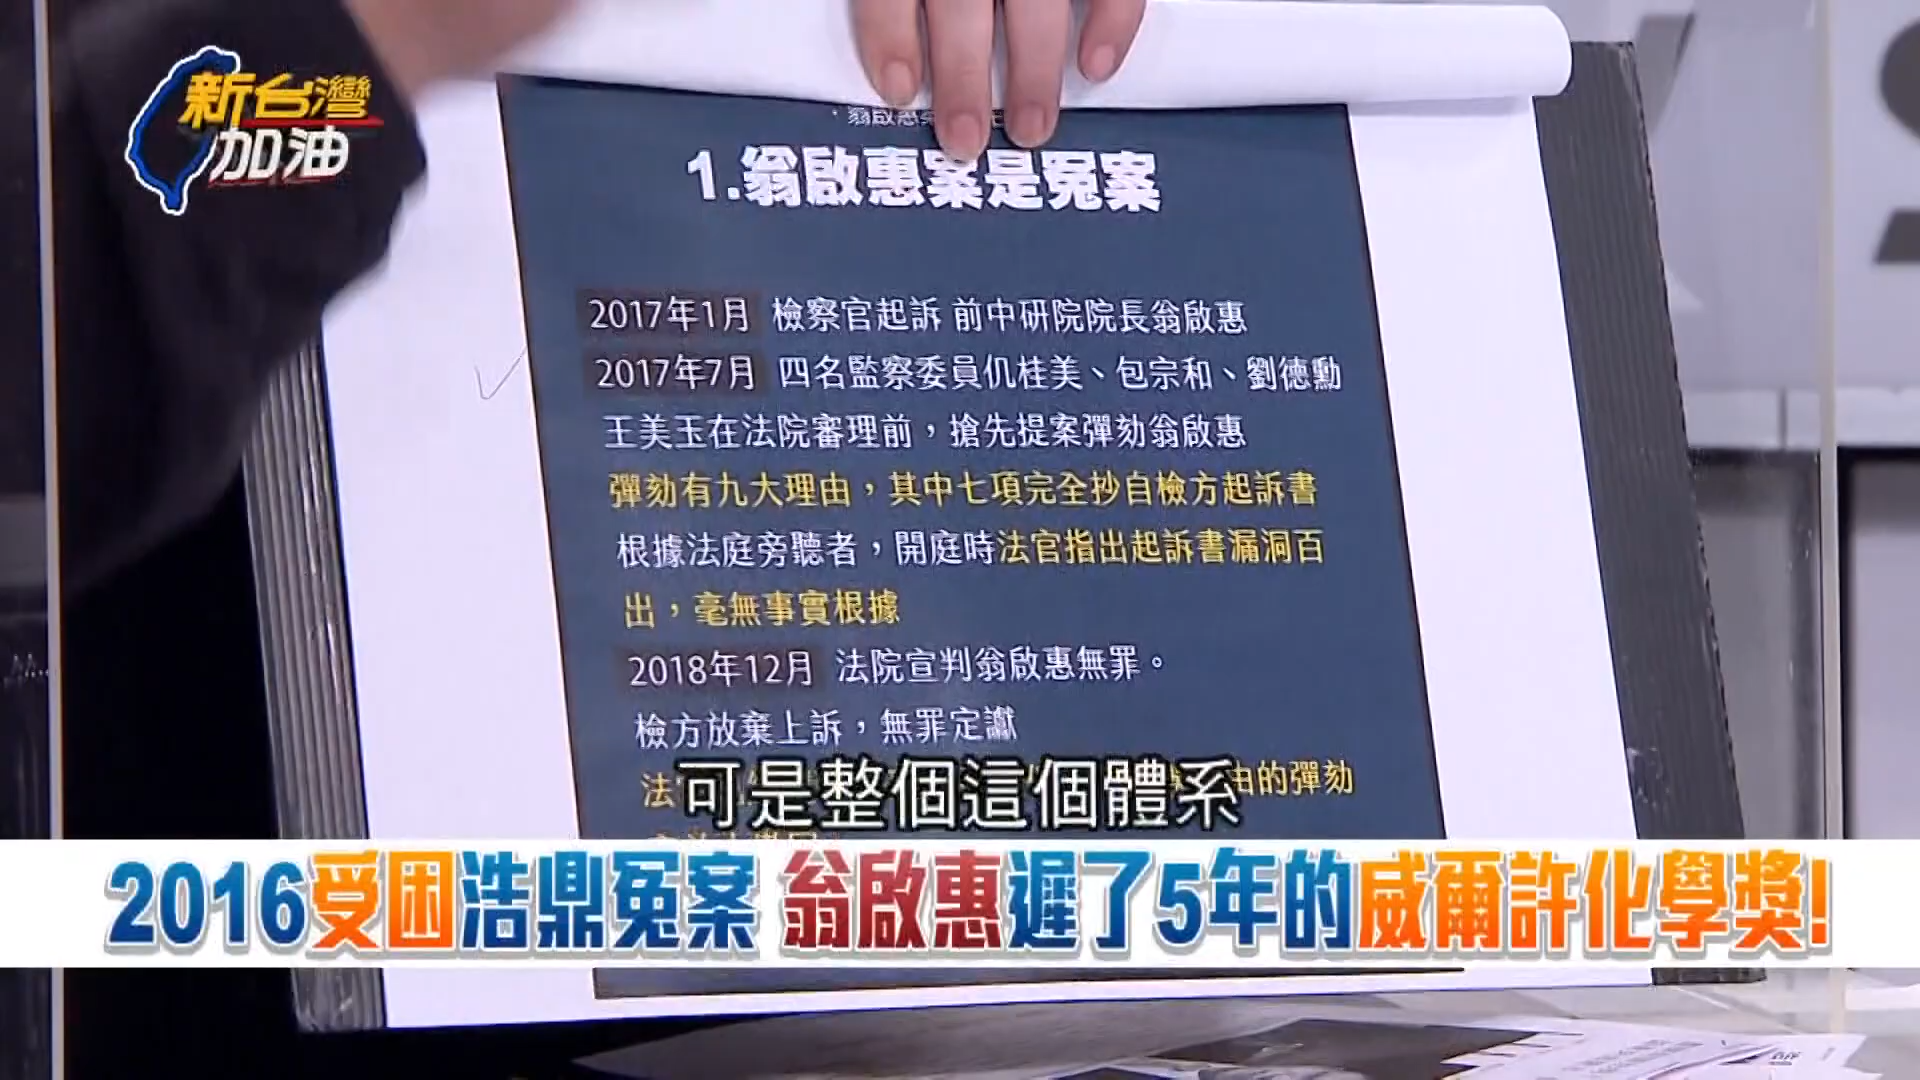 新台灣
加油
1.翁啟惠案是冤案
2017年1月 檢察官起訴 前中研院院長翁啟惠
2017年7月 四名監察委員仉桂美、包宗和、劉德勳
王美玉在法院審理前，搶先提案彈劾翁啟惠
彈劾有九大理由，其中七項完全抄自檢方起訴書
根據法庭旁聽者，開庭時法官指出起訴書漏洞百
出，毫無事實根據
2018年12月 法院宣判翁啟惠無罪。
檢方放棄上訴，無罪定讞
法
由的彈劾
可是整個這個體系
2016受困浩鼎冤案 翁啟惠遲了5年的威爾許化學獎!